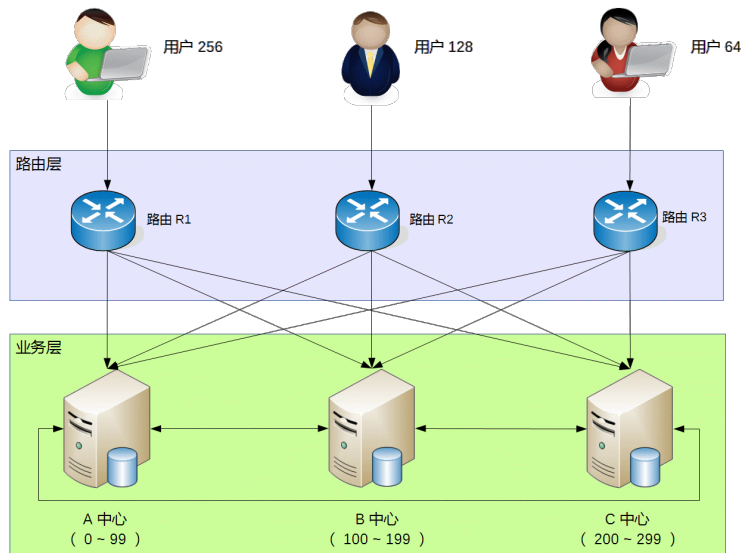 用户 256
用户 128
用户 64
路由层
路由 R1
路由 R2
路由 R3
业务层
A 中心
( 0 ~ 99 )
B 中心
( 100 ~ 199 )
C 中心
( 200 ~ 299 )